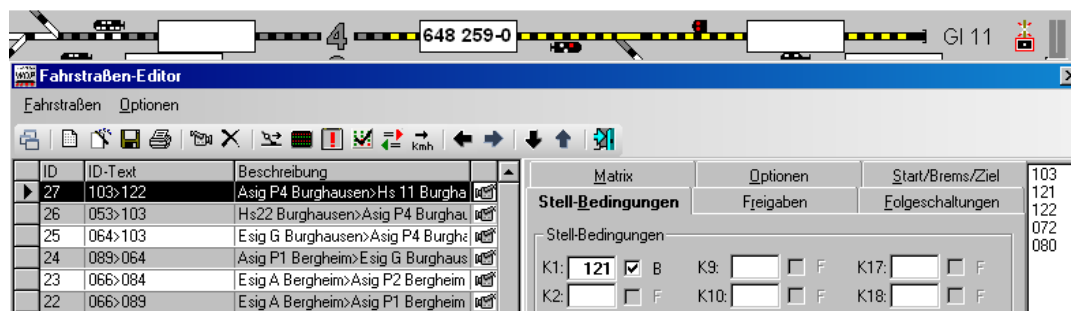 4 648 259-0 Gl 11
WDP Fahrstraßen-Editor
Fahrstraßen Optionen
Kmh
ID ID-Text Beschreibung Matrix Optionen Start/Brems/Ziel 103
27 103>122 Asig P4 Burghausen>Hs 11 Burgha Stell-Bedingungen Freigaben Folgeschaltungen 121
122
26 053>103 Hs22 Burghausen>Asig P4 Burghau 072
25 064>103 Esig G Burghausen>Asig P4 Burgha Stell-Bedingungen 080
24 089>064 Asig P1 Bergheim>Esig G Burghaus
23 066>084 Esig A Bergheim>Asig P2 Bergheim K1: 121 B K9: F K17: F
22 066>089 Esig A Bergheim>Asig P1 Bergheim K2: F K10: F K18: F